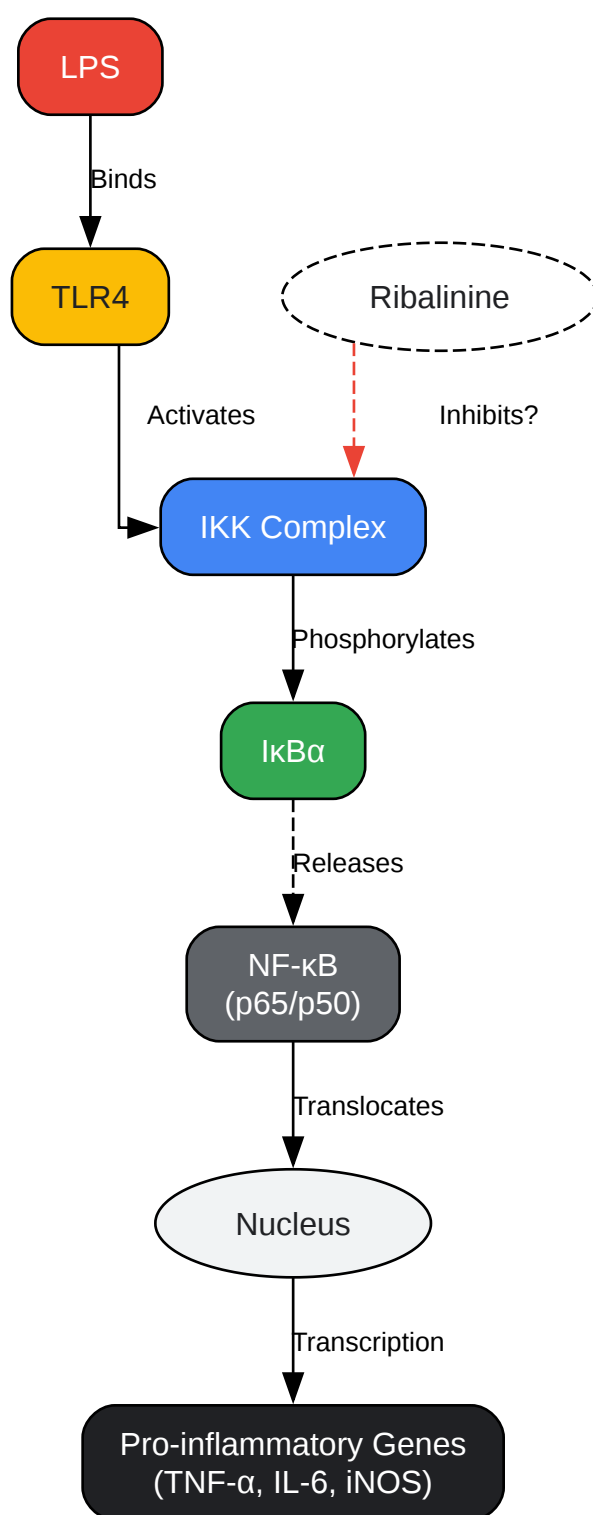 LPS
Binds
TLR4
Ribalinine
Activates
Inhibits?
IKK Complex
Phosphorylates
IκBα
Releases
NF-κB
(p65/p50)
Translocates
Nucleus
Transcription
Pro-inflammatory Genes
(TNF-α, IL-6, iNOS)